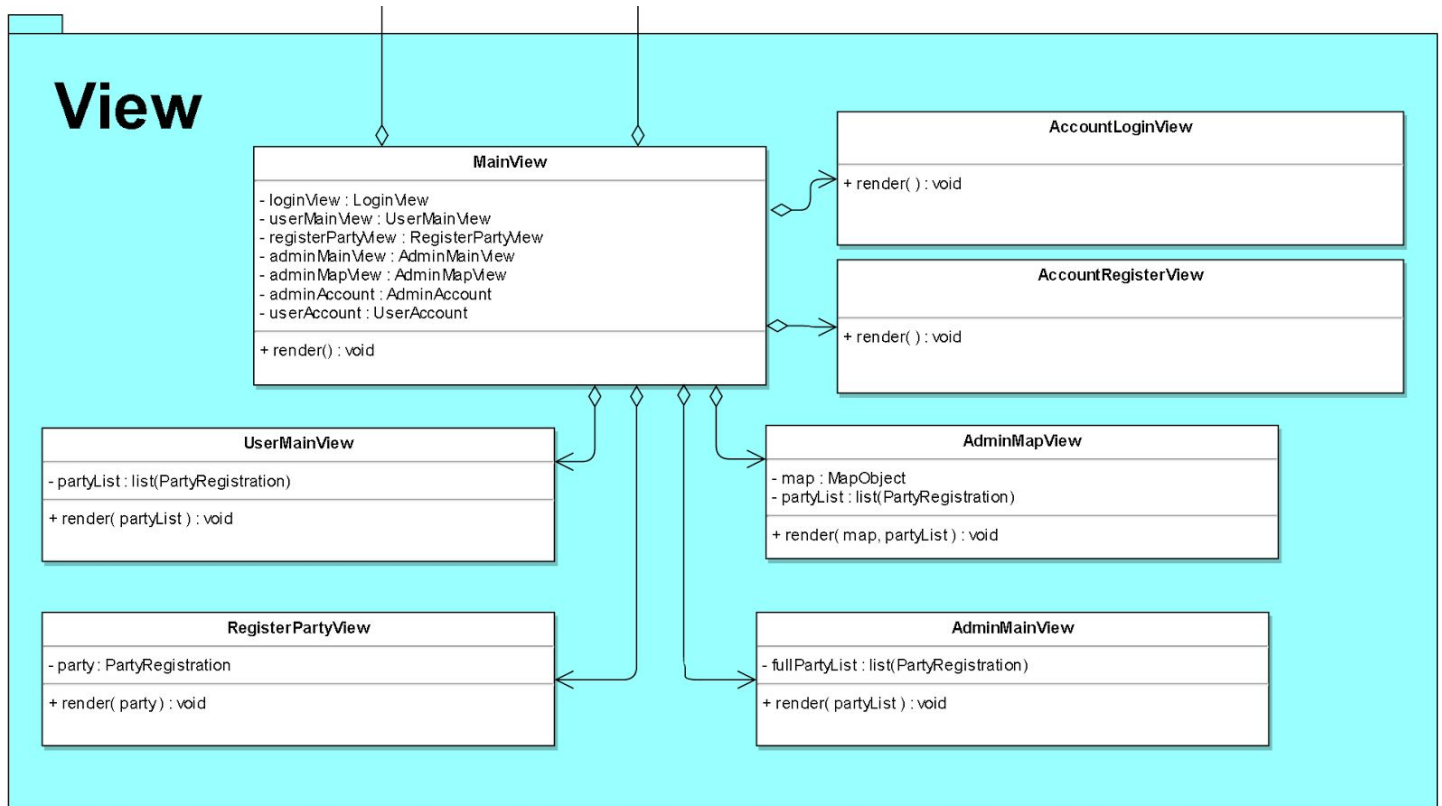 View
MainView
- loginView : LoginView
- userMainView : UserMainView
- registerPartyView : RegisterPartyView
- adminMainView : AdminMainView
- adminMapView : AdminMapView
- adminAccount : AdminAccount
- userAccount : UserAccount
+ render() : void
AccountLoginView
+ render( ) : void
AccountRegisterView
+ render( ) : void
UserMainView
- partyList : list(PartyRegistration)
+ render( partyList ) : void
AdminMapView
- map : MapObject
- partyList : list(PartyRegistration)
+ render( map, partyList ) : void
RegisterPartyView
- party : PartyRegistration
+ render( party ) : void
AdminMainView
- fullPartyList : list(PartyRegistration)
+ render( partyList ) : void